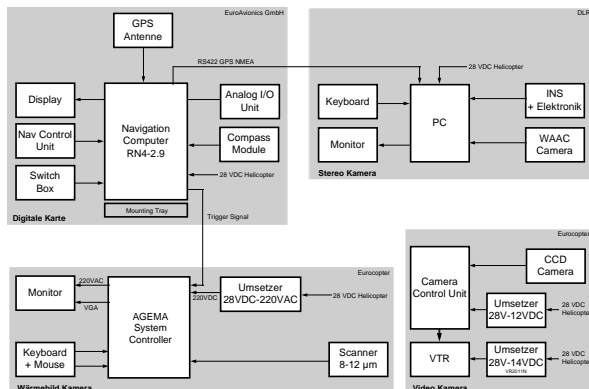 EuroAvionics GmbH
GPS
Antenne
RS422 GPS NMEA
Display
Nav Control
Unit
Switch
Box
Navigation
Computer
RN4-2.9
Analog I/O
Unit
Compass
Module
28 VDC Helicopter
Mounting Tray
Trigger Signal
Digitale Karte
DLR
28 VDC Helicopter
Keyboard
Monitor
PC
INS
+ Elektronik
WAAC
Camera
Stereo Kamera
Eurocopter
Monitor
220VAC
VGA
Keyboard
+ Mouse
AGEMA
System
Controller
220VDC
Umsetzer
28VDC-220VAC
28 VDC Helicopter
Scanner
8-12 µm
Wärmebild Kamera
Eurocopter
Camera
Control Unit
VTR
CCD
Camera
Umsetzer
28V-12VDC
28 VDC
Helicopter
Umsetzer
28V-14VDC
VR2011N
28 VDC
Helicopter
Video Kamera